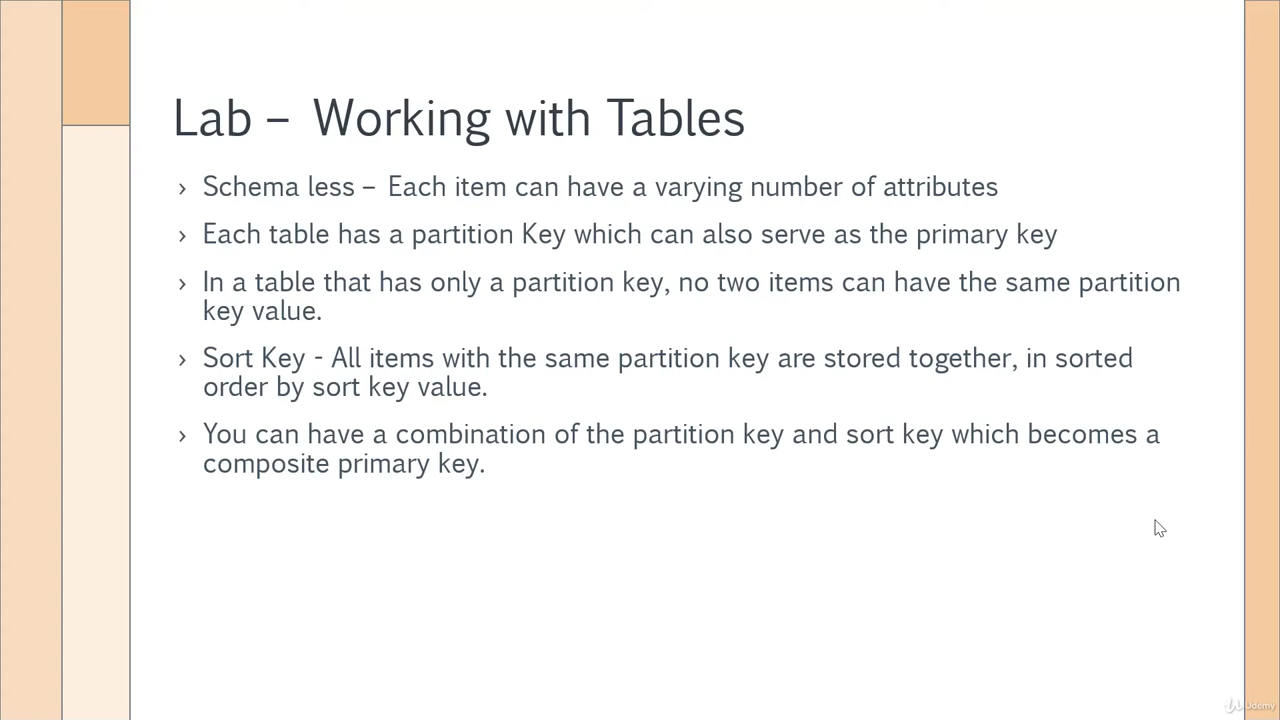 Lab – Working with Tables
› Schema less – Each item can have a varying number of attributes
› Each table has a partition Key which can also serve as the primary key
› In a table that has only a partition key, no two items can have the same partition
key value.
› Sort Key - All items with the same partition key are stored together, in sorted
order by sort key value.
› You can have a combination of the partition key and sort key which becomes a
composite primary key.
Udemy